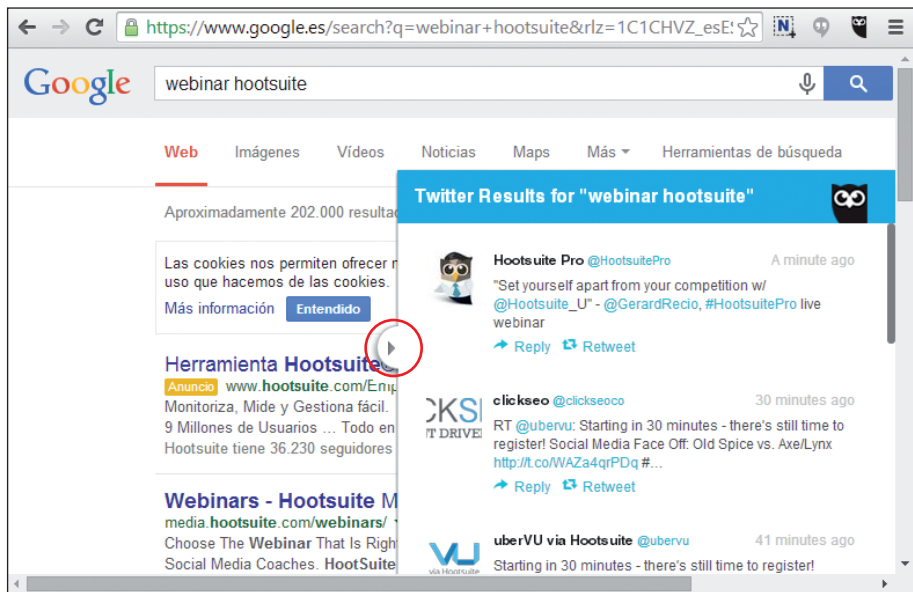 https://www.google.es/search?q=webinar+hootsuite&rlz=1C1CHVZ_esE
Google
webinar hootsuite
Web Imágenes Vídeos Noticias Maps Más Herramientas de búsqueda
Aproximadamente 202.000
Las cookies nos permiten ofrecer
uso que hacemos de las cookies.
Más información Entendido
Herramienta Hootsuite
Anuncio www.hootsuite.com/
Monitoriza, Mide y Gestiona fácil.
9 Millones de Usuarios ... Todo en
Hootsuite tiene 36.230 seguidores
Webinars - Hootsuite M
media.hootsuite.com/webinars/
Choose The Webinar That Is Righ
Social Media Coaches. HootSuite
Twitter Results for "webinar hootsuite"
Hootsuite Pro @HootsuitePro A minute ago
"Set yourself apart from your competition w/
@Hootsuite_U" - @GerardRecio, #HootsuitePro live
webinar
Reply Retweet
CKS
T DRIVE
clickseo @clickseoco 30 minutes ago
RT @ubervu: Starting in 30 minutes - there's still time to
register! Social Media Face Off: Old Spice vs. Axe/Lynx
http://t.co/WAZa4qrPDq #...
Reply Retweet
VU
via Hootsuite
uberVU via Hootsuite @ubervu 41 minutes ago
Starting in 30 minutes - there's still time to register!